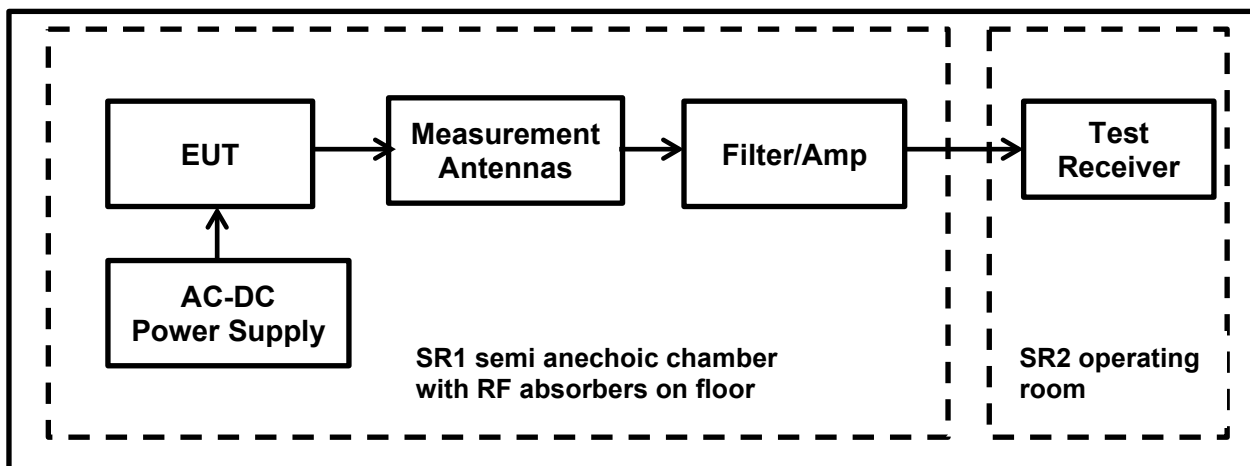 EUT
Measurement
Antennas
Filter/Amp
Test
Receiver
AC-DC
Power Supply
SR1 semi anechoic chamber
with RF absorbers on floor
SR2 operating
room